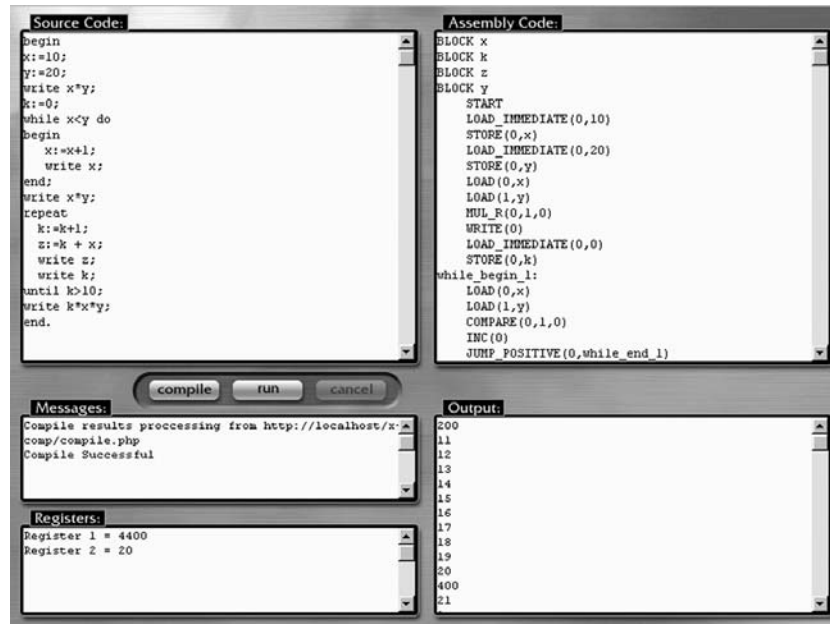 Source Code:
begin
x:=10;
y:=20;
write x*y;
k:=0;
while x<y do
begin
x:=x+1;
write x;
end;
write x*y;
repeat
k:=k+1;
z:=k + x;
write z;
write k;
until k>10;
write k*x*y;
end.
Assembly Code:
BLOCK x
BLOCK k
BLOCK z
BLOCK y
START
LOAD_IMMEDIATE(0,10)
STORE(0,x)
LOAD_IMMEDIATE(0,20)
STORE(0,y)
LOAD(0,x)
LOAD(1,y)
MUL_R(0,1,0)
WRITE(0)
LOAD_IMMEDIATE(0,0)
STORE(0,k)
while_begin_1:
LOAD(0,x)
LOAD(1,y)
COMPARE(0,1,0)
INC(0)
JUMP_POSITIVE(0,while_end_1)
compile run cancel
Messages:
Compile results proccessing from http://localhost/x-
comp/compile.php
Compile Successful
Registers:
Register 1 = 4400
Register 2 = 20
Output:
200
11
12
13
14
15
16
17
18
19
20
400
21